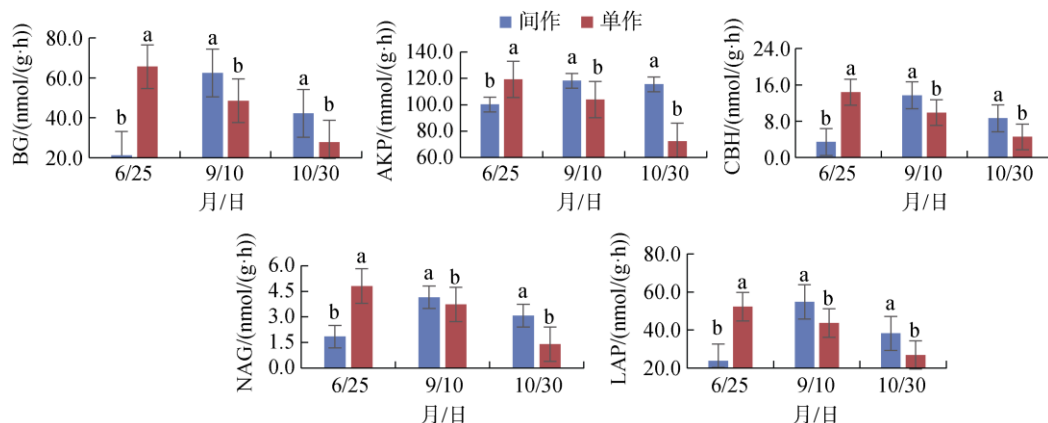 间作 单作
BG/(nmol/(g·h))
80.0
60.0
40.0
20.0
b a a b a b
6/25 9/10 10/30
月/日
AKP/(nmol/(g·h))
140.0
120.0
100.0
80.0
60.0
b a a b a b
6/25 9/10 10/30
月/日
CBH/(nmol/(g·h))
24.0
16.0
8.0
0.0
b a a b a b
6/25 9/10 10/30
月/日
NAG/(nmol/(g·h))
6.0
4.5
3.0
1.5
0.0
b a a b a b
6/25 9/10 10/30
月/日
LAP/(nmol/(g·h))
80.0
60.0
40.0
20.0
b a a b a b
6/25 9/10 10/30
月/日